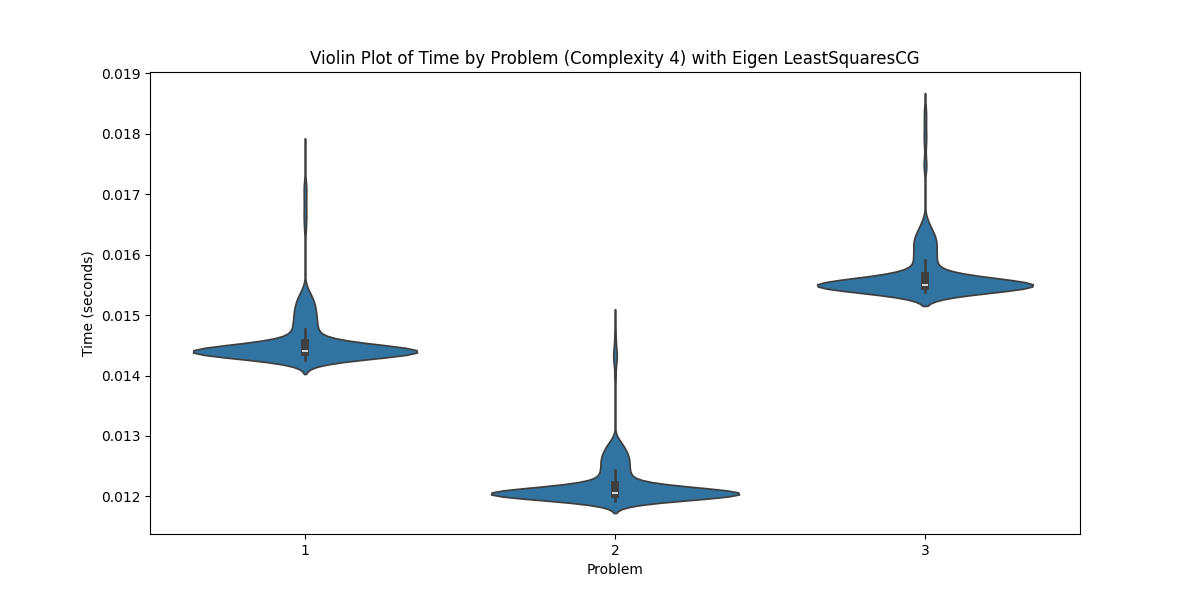 Violin Plot of Time by Problem (Complexity 4) with Eigen LeastSquaresCG
0.019
0.018
0.017
0.016
0.015
0.014
0.013
0.012
Time (seconds)
1 2 3
Problem